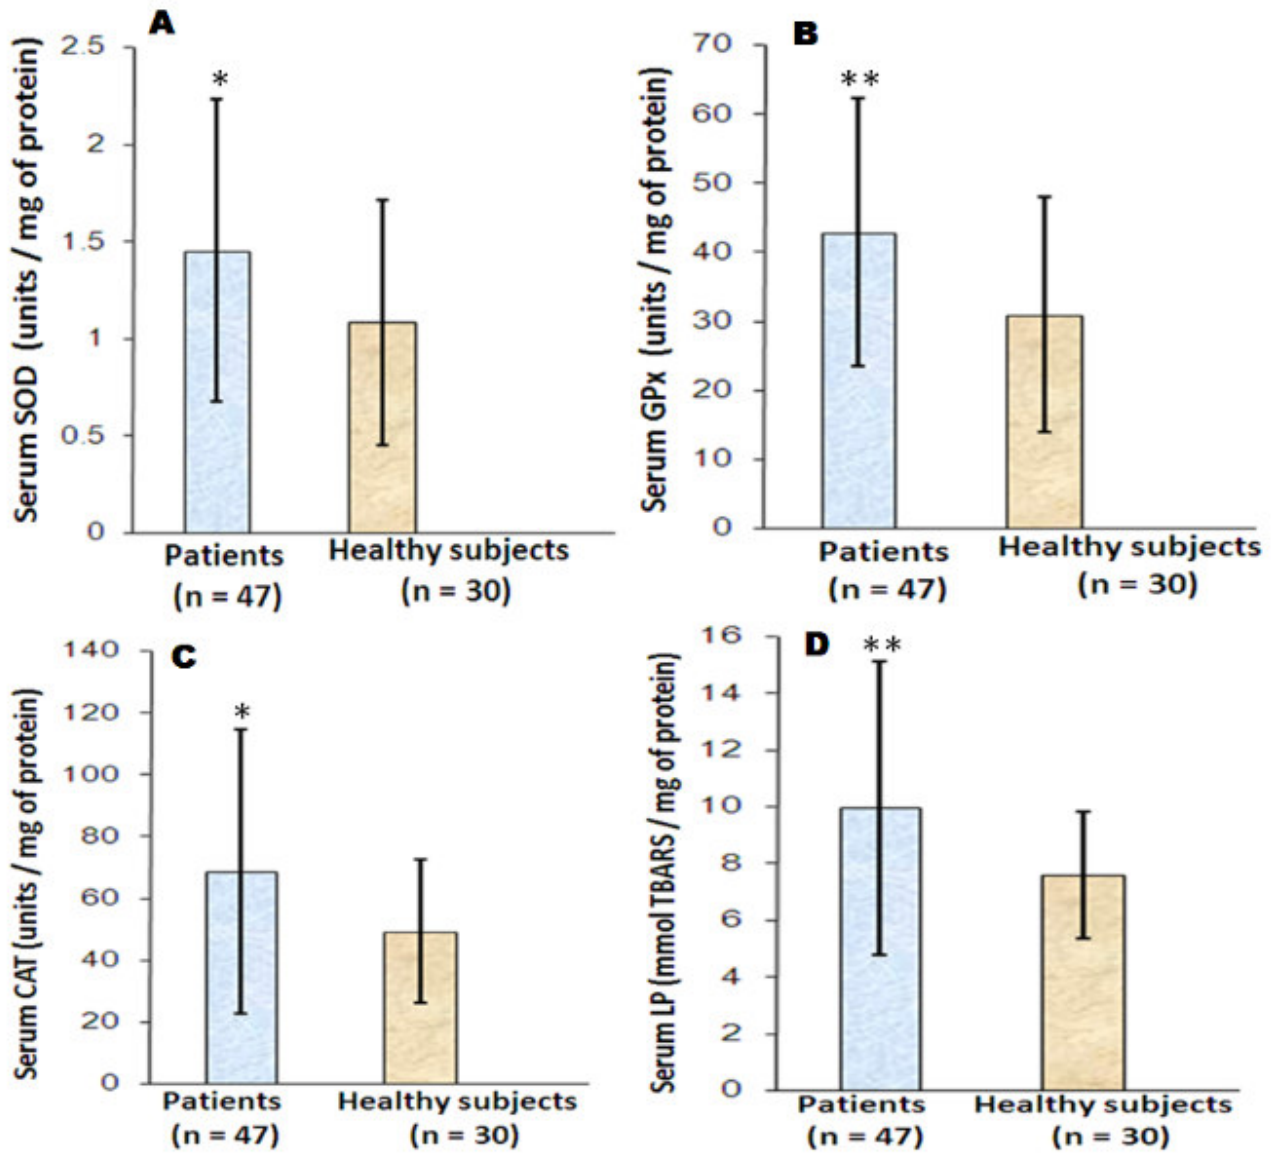 A
Serum SOD (units / mg of protein)
2.5
2
1.5
1
0.5
0
*
Patients
(n = 47)
Healthy subjects
(n = 30)
B
Serum GPx (units / mg of protein)
70
60
50
40
30
20
10
0
**
Patients
(n = 47)
Healthy subjects
(n = 30)
C
Serum CAT (units / mg of protein)
140
120
100
80
60
40
20
0
*
Patients
(n = 47)
Healthy subjects
(n = 30)
D
Serum LP (mmol TBARS / mg of protein)
16
14
12
10
8
6
4
2
0
**
Patients
(n = 47)
Healthy subjects
(n = 30)